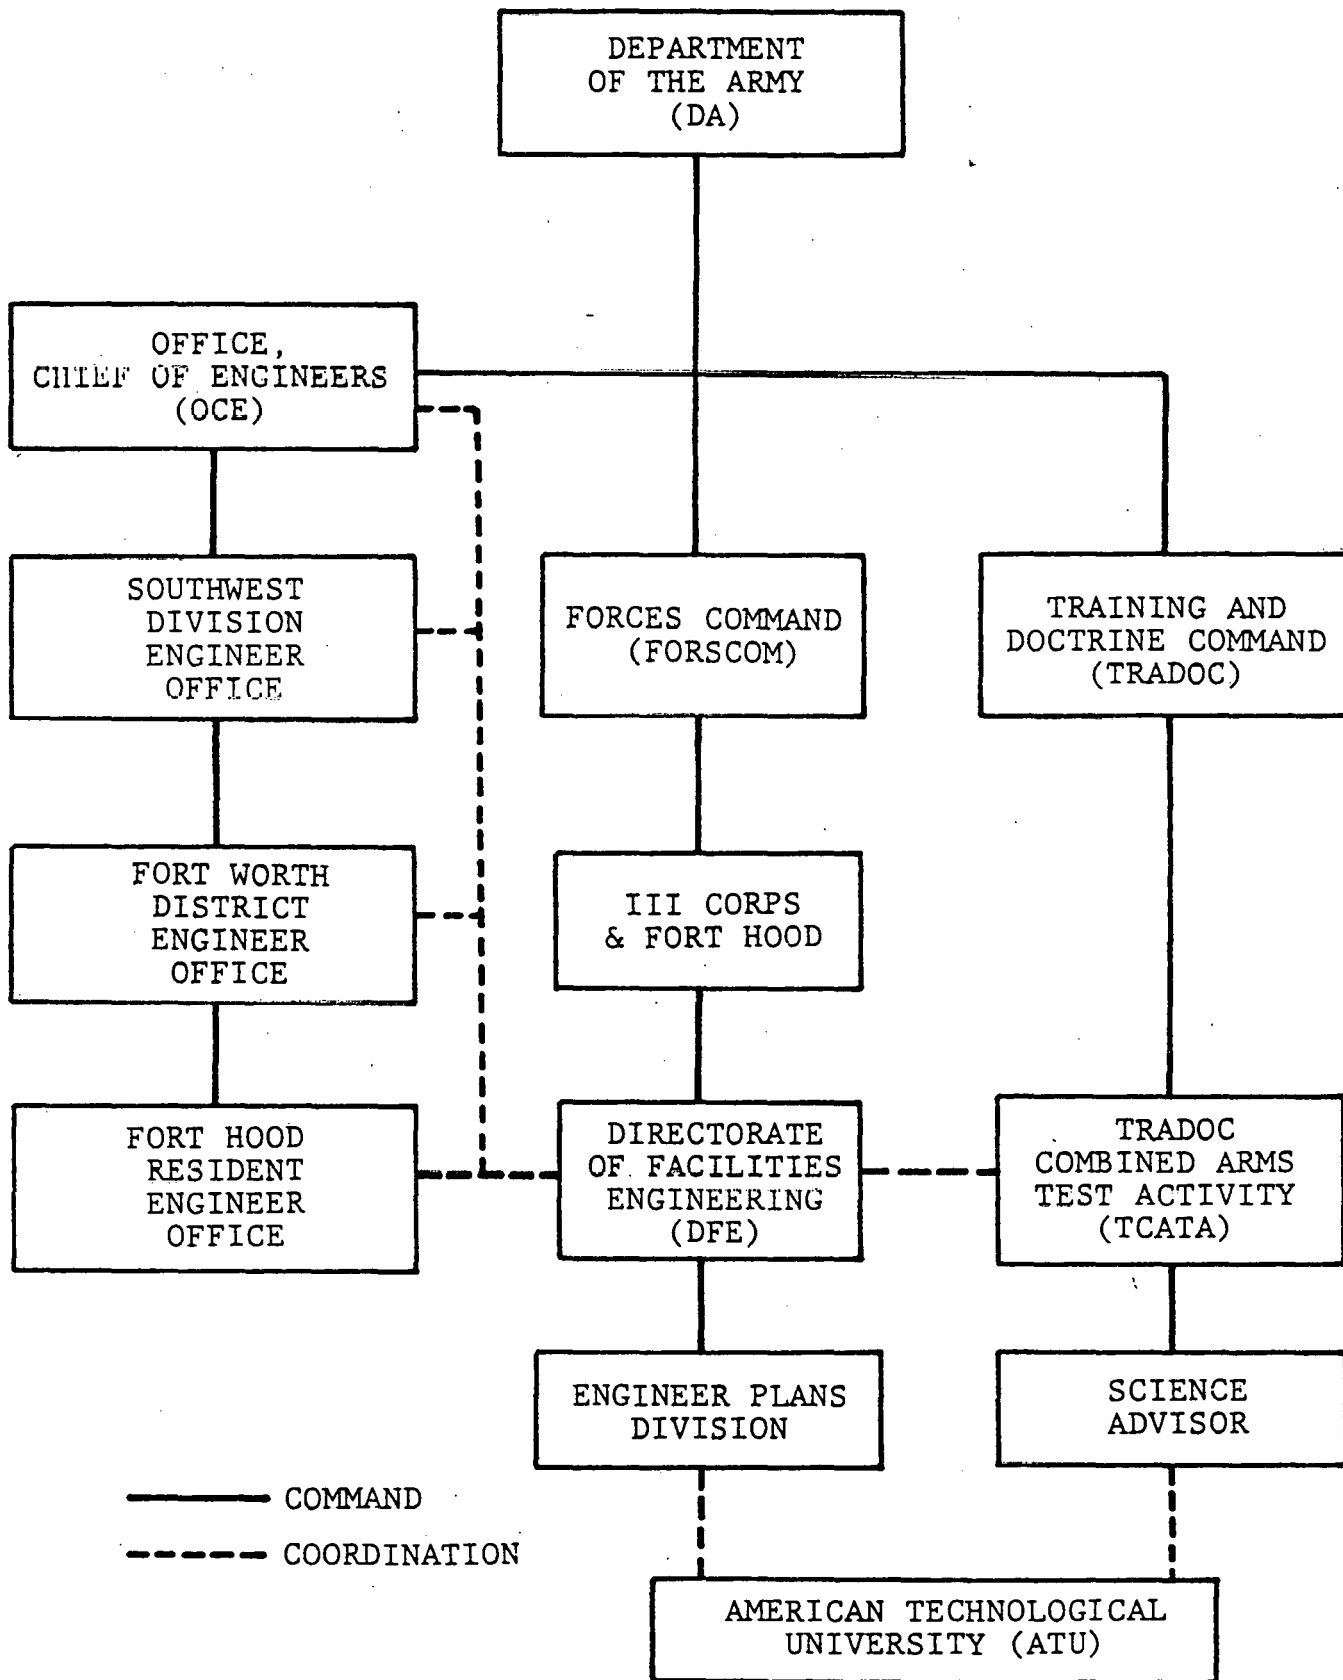 DEPARTMENT
OF THE ARMY
(DA)
OFFICE,
CHIEF OF ENGINEERS
(OCE)
SOUTHWEST
DIVISION
ENGINEER
OFFICE
FORCES COMMAND
(FORSCOM)
TRAINING AND
DOCTRINE COMMAND
(TRADOC)
FORT WORTH
DISTRICT
ENGINEER
OFFICE
III CORPS
& FORT HOOD
FORT HOOD
RESIDENT
ENGINEER
OFFICE
DIRECTORATE
OF FACILITIES
ENGINEERING
(DFE)
TRADOC
COMBINED ARMS
TEST ACTIVITY
(TCATA)
ENGINEER PLANS
DIVISION
SCIENCE
ADVISOR
COMMAND
COORDINATION
AMERICAN TECHNOLOGICAL
UNIVERSITY (ATU)